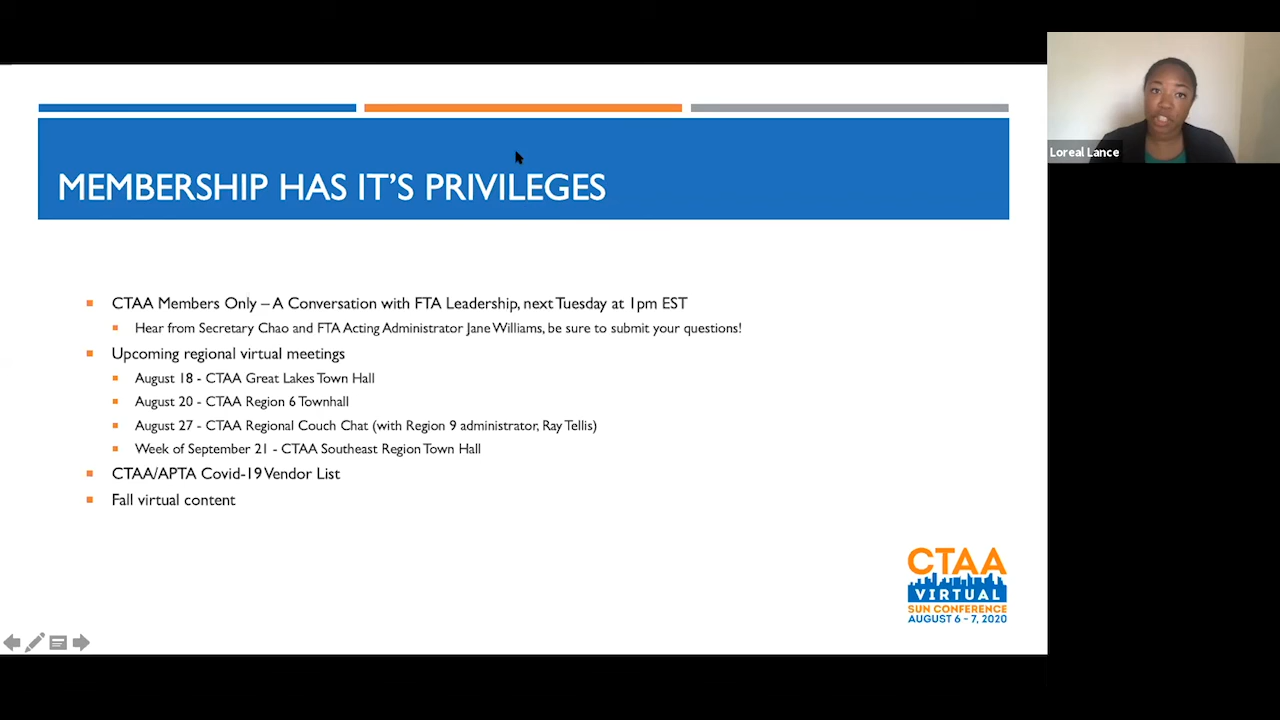 MEMBERSHIP HAS IT'S PRIVILEGES
CTAA Members Only – A Conversation with FTA Leadership, next Tuesday at 1pm EST
Hear from Secretary Chao and FTA Acting Administrator Jane Williams, be sure to submit your questions!
Upcoming regional virtual meetings
August 18 - CTAA Great Lakes Town Hall
August 20 - CTAA Region 6 Townhall
August 27 - CTAA Regional Couch Chat (with Region 9 administrator, Ray Tellis)
Week of September 21 - CTAA Southeast Region Town Hall
CTAA/APTA Covid-19 Vendor List
Fall virtual content
CTAA
VIRTUAL
SUN CONFERENCE
AUGUST 6 - 7, 2020
Loreal Lance